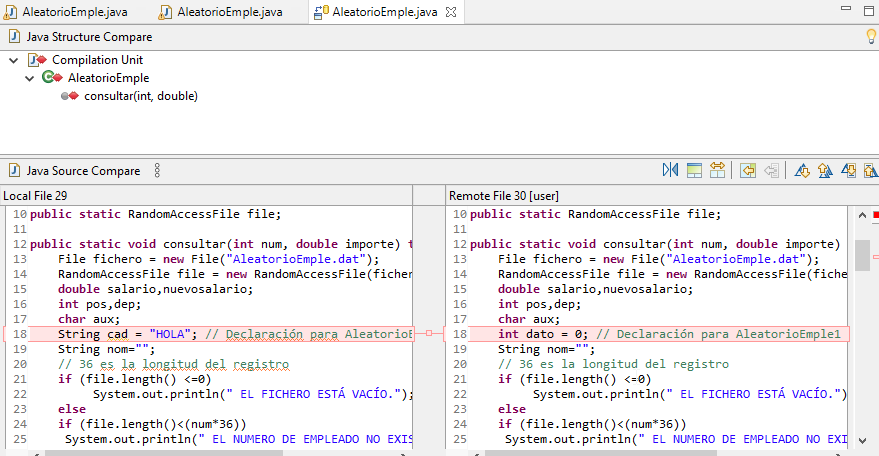 AleatorioEmple.java AleatorioEmple.java AleatorioEmple.java
Java Structure Compare
Compilation Unit
AleatorioEmple
consultar(int, double)
Java Source Compare
Local File 29
10 public static RandomAccessFile file;
11
12 public static void consultar(int num, double importe) t
13 File fichero = new File("AleatorioEmple.dat");
14 RandomAccessFile file = new RandomAccessFile(ficher
15 double salario,nuevosalario;
16 int pos,dep;
17 char aux;
18 String cad = "HOLA"; // Declaración para AleatorioE
19 String nom="";
20 // 36 es la longitud del registro
21 if (file.length() <=0)
22 System.out.println(" EL FICHERO ESTÁ VACÍO.");
23 else
24 if (file.length()<(num*36))
25 System.out.println(" EL NUMERO DE EMPLEADO NO EXIS
Remote File 30 [user]
10 public static RandomAccessFile file;
11
12 public static void consultar(int num, double importe)
13 File fichero = new File("AleatorioEmple.dat");
14 RandomAccessFile file = new RandomAccessFile(fiche
15 double salario,nuevosalario;
16 int pos,dep;
17 char aux;
18 int dato = 0; // Declaración para AleatorioEmple1
19 String nom="";
20 // 36 es la longitud del registro
21 if (file.length() <=0)
22 System.out.println(" EL FICHERO ESTÁ VACÍO.")
23 else
24 if (file.length()<(num*36))
25 System.out.println(" EL NUMERO DE EMPLEADO NO EXI